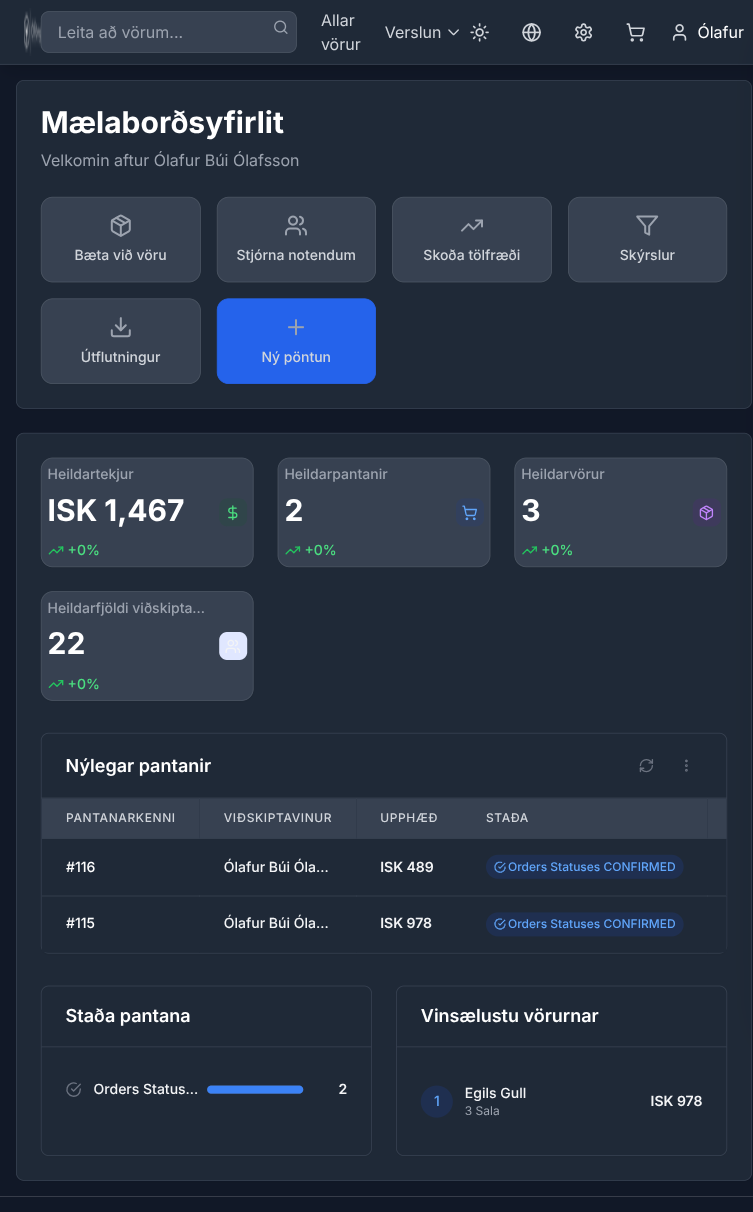 Leita að vörum...
Allar
vörur
Verslun
Ólafur
Mælaborðsyfirlit
Velkomin aftur Ólafur Búi Ólafsson
Bæta við vöru
Stjórna notendum
Skoða tölfræði
Skýrslur
Útflutningur
Ný pöntun
Heildartekjur
ISK 1,467
+0%
Heildarpantanir
2
+0%
Heildarvörur
3
+0%
Heildarfjöldi viðskipta...
22
+0%
Nýlegar pantanir
PANTANARKENNI VIÐSKIPTAVINUR UPPHÆÐ STAÐA
#116 Ólafur Búi Óla... ISK 489 Orders Statuses CONFIRMED
#115 Ólafur Búi Óla... ISK 978 Orders Statuses CONFIRMED
Staða pantana
Orders Status... 2
Vinsælustu vörurnar
1 Egils Gull ISK 978
3 Sala